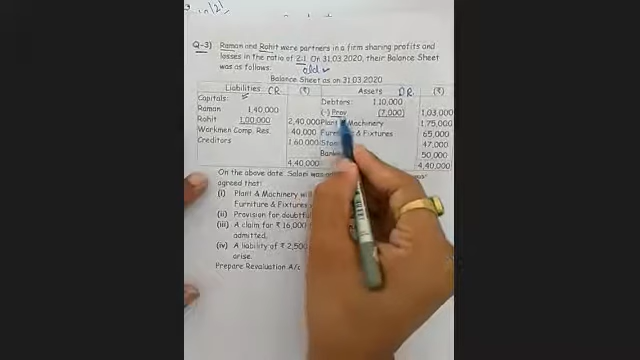 Q-3) Raman and Rohit were partners in a firm sharing profits and
losses in the ratio of 2:1. On 31.03.2020, their Balance Sheet
was as follows: old
Balance Sheet as on 31.03.2020
Liabilities CR. (₹) Assets DR. (₹)
Capitals: Debtors: 1,10,000
Raman 1,40,000 (-) Prov (7,000) 1,03,000
Rohit 1,00,000 2,40,000 Plant Machinery 1,75,000
Workmen Comp. Res. 40,000 Furniture & Fixtures 65,000
Creditors 1,60,000 47,000
50,000
4,40,000 4,40,000
On the above date, Saloni was
agreed that:
(i) Plant & Machinery will
Furniture & Fixtures
(ii) Provision for doubtful
(iii) A claim for ₹ 16,000
admitted.
(iv) A liability of ₹ 2,500
arise.
Prepare Revaluation A/c